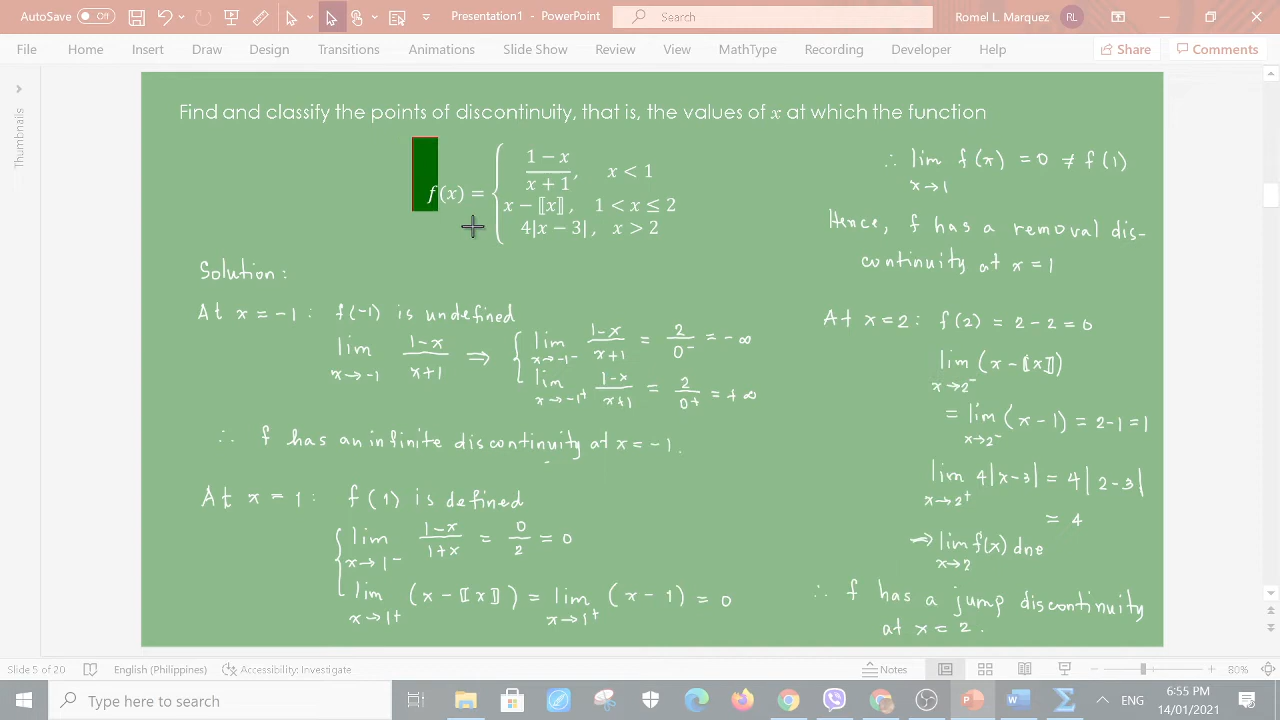 AutoSave Off Presentation1 - PowerPoint Search Romel L. Marquez RL
File Home Insert Draw Design Transitions Animations Slide Show Review View MathType Recording Developer Help Share Comments
Thumbnails
Find and classify the points of discontinuity, that is, the values of x at which the function
f(x) = { (1 − x)/(x + 1), x < 1
x − ⟦x⟧, 1 < x ≤ 2
4|x − 3|, x > 2
Solution:
At x = −1 : f(−1) is undefined
lim x→−1 (1−x)/(x+1) ⇒ { lim x→−1⁻ (1−x)/(x+1) = 2/0⁻ = −∞
lim x→−1⁺ (1−x)/(x+1) = 2/0⁺ = +∞
∴ f has an infinite discontinuity at x = −1.
At x = 1 : f(1) is defined
{ lim x→1⁻ (1−x)/(1+x) = 0/2 = 0
lim x→1⁺ (x − ⟦x⟧) = lim x→1⁺ (x − 1) = 0
∴ lim x→1 f(x) = 0 ≠ f(1)
Hence, f has a removal dis-
continuity at x = 1
At x = 2 : f(2) = 2 − 2 = 0
lim x→2⁻ (x − ⟦x⟧)
= lim x→2⁻ (x − 1) = 2 − 1 = 1
lim x→2⁺ 4|x−3| = 4|2−3|
= 4
→ lim x→2 f(x) dne
∴ f has a jump discontinuity
at x = 2.
Slide 5 of 20 English (Philippines) Accessibility: Investigate Notes 80%
Type here to search ENG 6:55 PM
14/01/2021